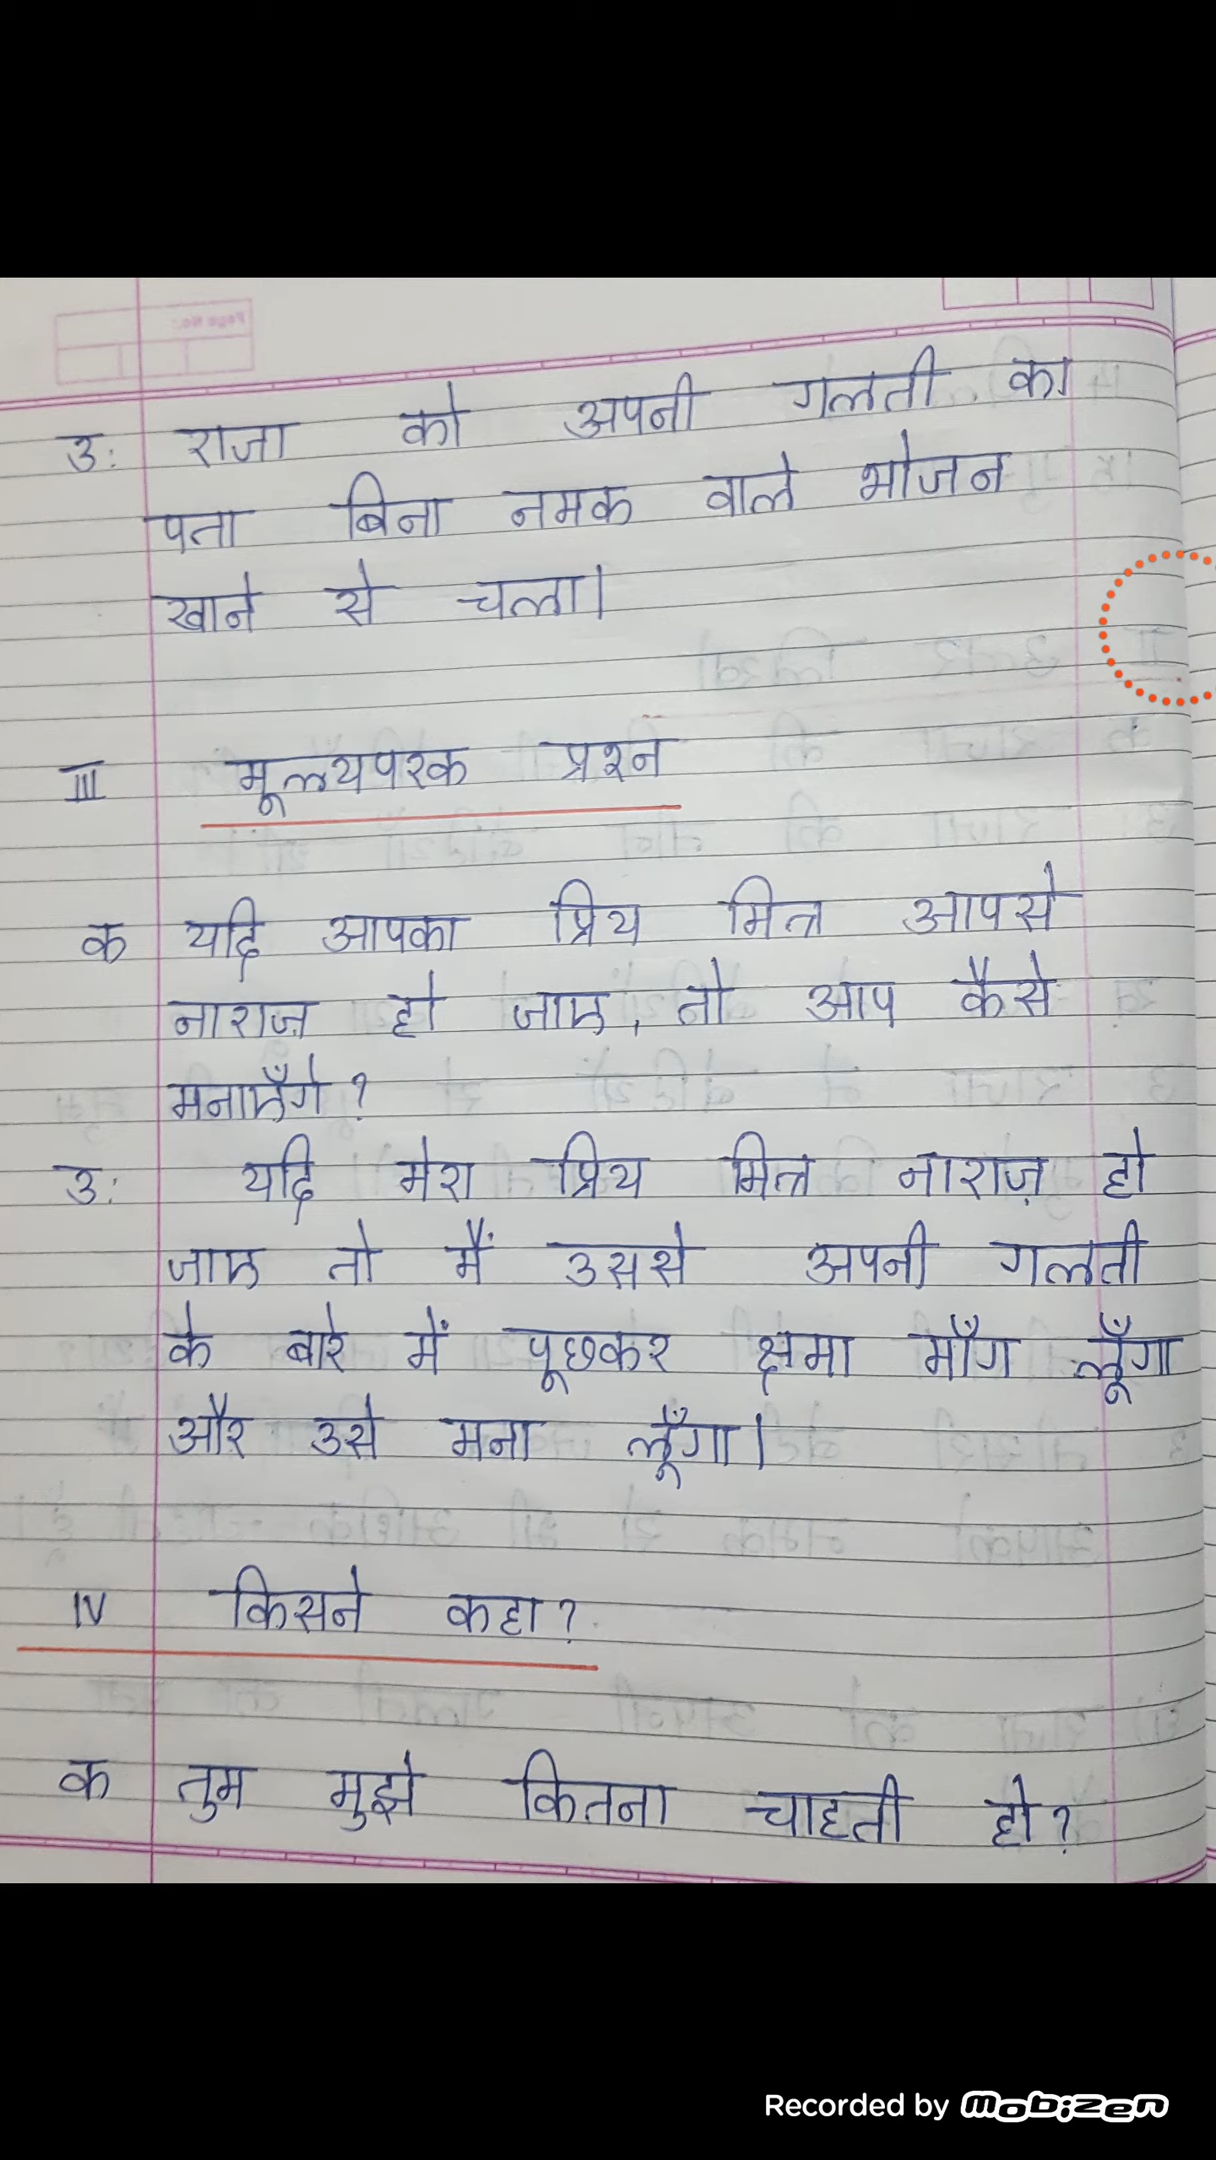 उ: राजा को अपनी गलती का
पता बिना नमक वाले भोजन
खाने से चला।
III मूल्यपरक प्रश्न
क यदि आपका प्रिय मित्र आपसे
नाराज़ हो जाए, तो आप कैसे
मनाएँगे?
उ: यदि मेरा प्रिय मित्र नाराज़ हो
जाए तो मैं उससे अपनी गलती
के बारे में पूछकर क्षमा माँग लूँगा
और उसे मना लूँगा।
IV किसने कहा?
क तुम मुझे कितना चाहती हो?
Recorded by mobizen